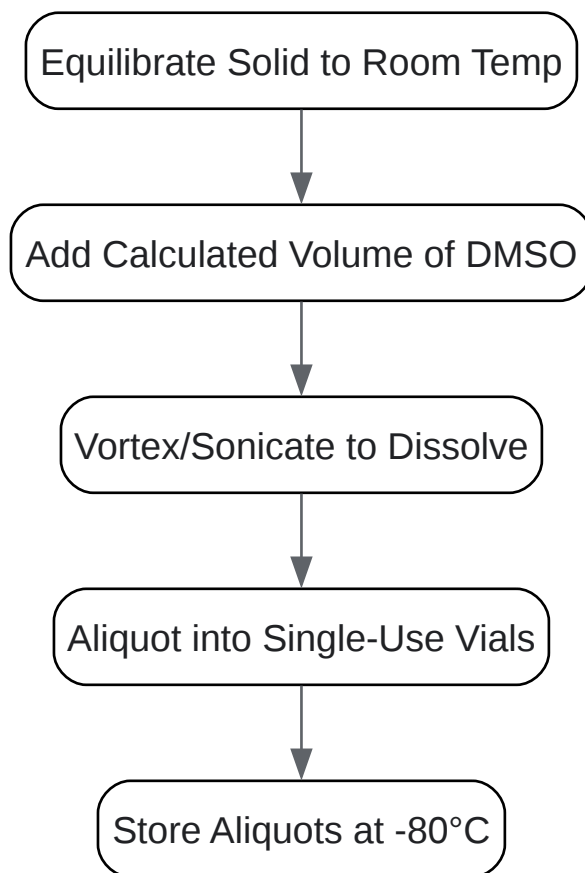 Equilibrate Solid to Room Temp
Add Calculated Volume of DMSO
Vortex/Sonicate to Dissolve
Aliquot into Single-Use Vials
Store Aliquots at -80°C